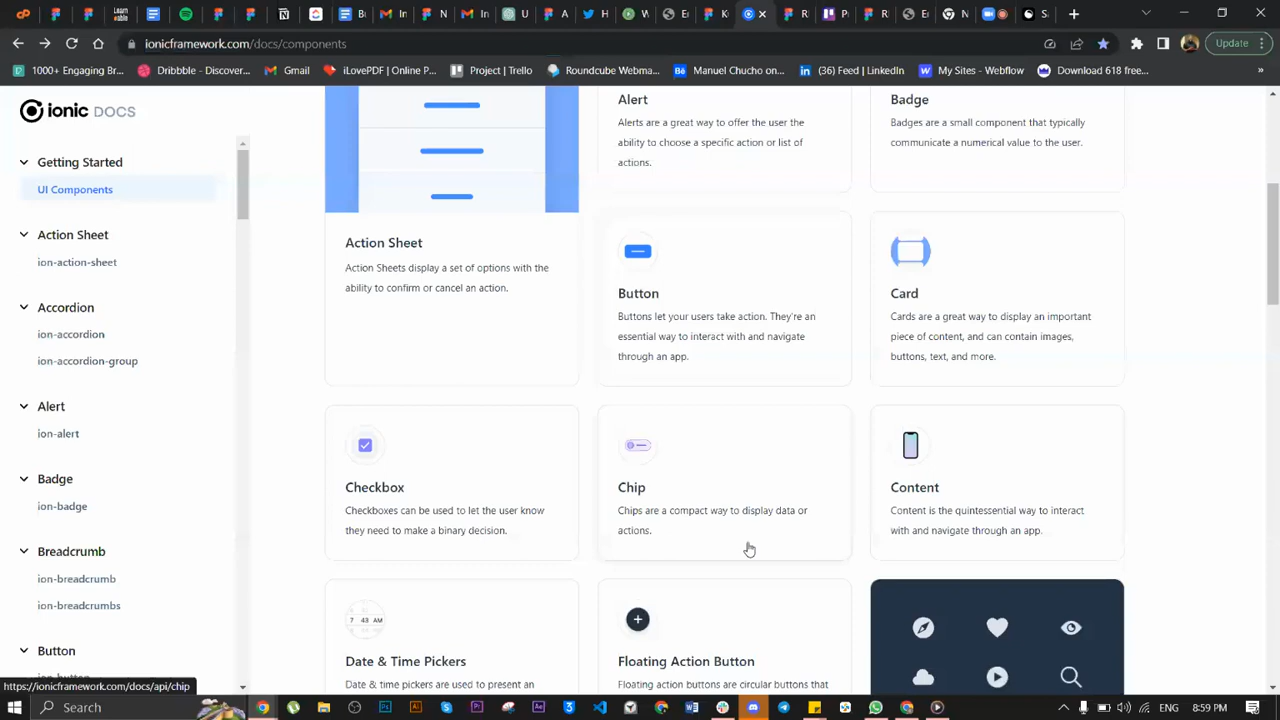 Learn
B
B
In
N
In
U
A
H
W
E
K
R
R
E
N
ionicframework.com/docs/components
Update
1000+ Engaging Br...
Dribbble - Discover...
Gmail
iLovePDF | Online P...
Project | Trello
Roundcube Webma...
Manuel Chucho on...
(36) Feed | LinkedIn
My Sites - Webflow
Download 618 free...
»
ionic DOCS
Getting Started
UI Components
Action Sheet
ion-action-sheet
Accordion
ion-accordion
ion-accordion-group
Alert
ion-alert
Badge
ion-badge
Breadcrumb
ion-breadcrumb
ion-breadcrumbs
Button
https://ionicframework.com/docs/api/chip
Alert
Alerts are a great way to offer the user the
ability to choose a specific action or list of
actions.
Badge
Badges are a small component that typically
communicate a numerical value to the user.
Action Sheet
Action Sheets display a set of options with the
ability to confirm or cancel an action.
Button
Buttons let your users take action. They're an
essential way to interact with and navigate
through an app.
Card
Cards are a great way to display an important
piece of content, and can contain images,
buttons, text, and more.
Checkbox
Checkboxes can be used to let the user know
they need to make a binary decision.
Chip
Chips are a compact way to display data or
actions.
Content
Content is the quintessential way to interact
with and navigate through an app.
7 43 AM
Date & Time Pickers
Date & time pickers are used to present an
Floating Action Button
Floating action buttons are circular buttons that
Search
ENG
8:59 PM